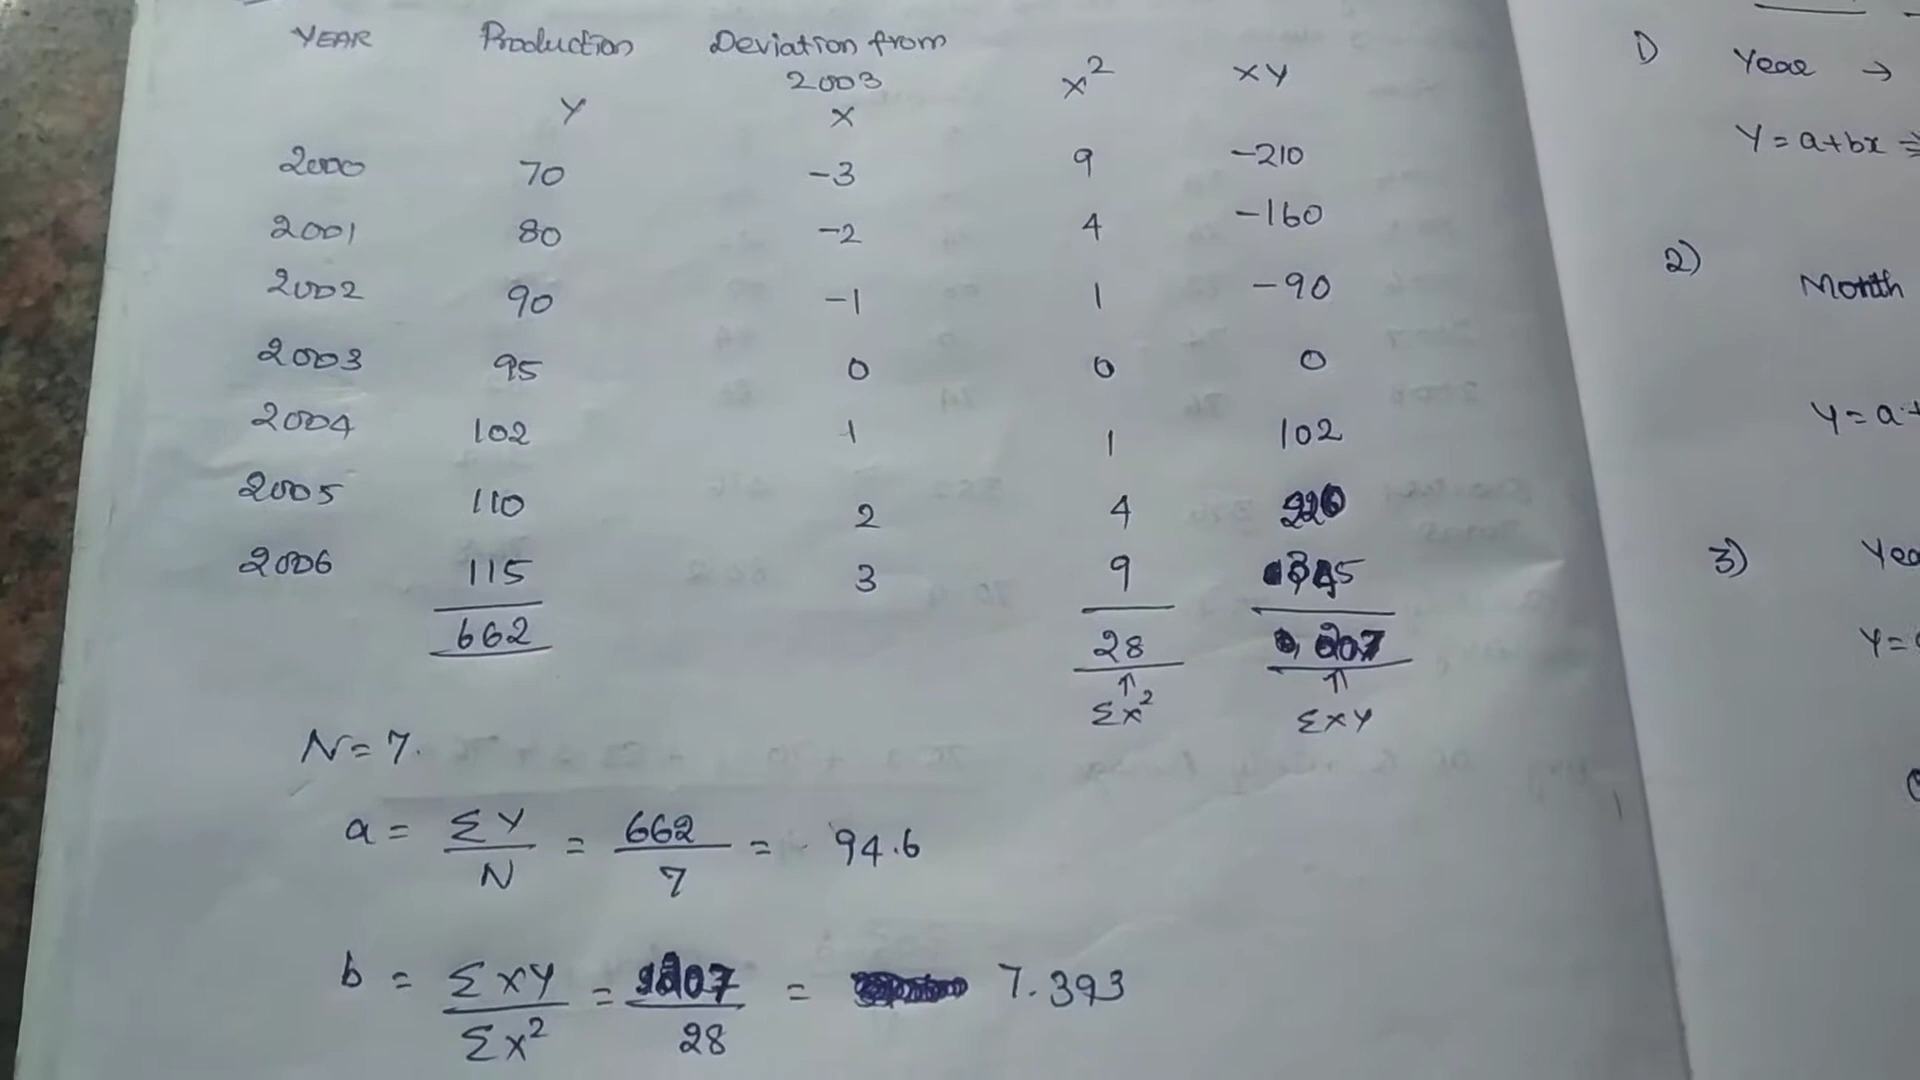 YEAR Production Deviation from x² XY
2003
Y X
2000 70 -3 9 -210
2001 80 -2 4 -160
2002 90 -1 1 -90
2003 95 0 0 0
2004 102 1 1 102
2005 110 2 4 220
2006 115 3 9 345
662 28 207
↑ ↑
Σx² ΣXY
N=7.
a = ΣY / N = 662 / 7 = 94.6
b = ΣXY / Σx² = 207 / 28 = 7.393
1) Year →
Y = a+bx ⇒
2) Month
Y = a+
3)
Y=